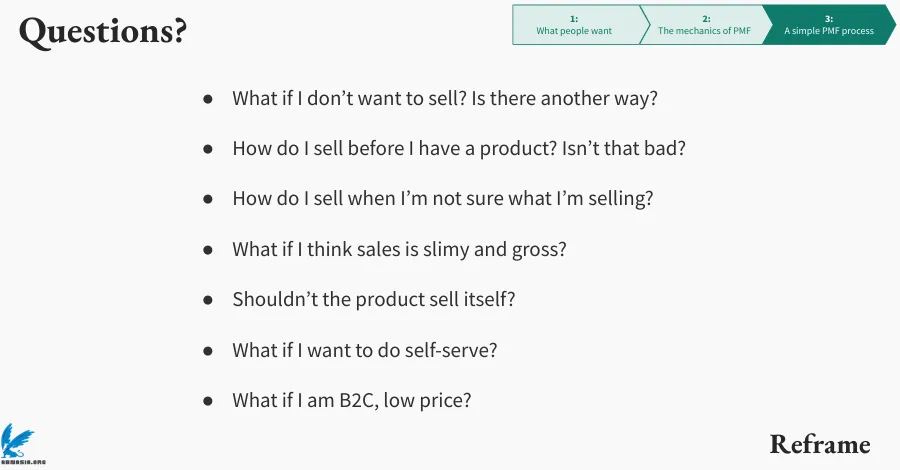 Questions?
1:
What people want
2:
The mechanics of PMF
3:
A simple PMF process
● What if I don’t want to sell? Is there another way?
● How do I sell before I have a product? Isn’t that bad?
● How do I sell when I’m not sure what I’m selling?
● What if I think sales is slimy and gross?
● Shouldn’t the product sell itself?
● What if I want to do self-serve?
● What if I am B2C, low price?
Reframe